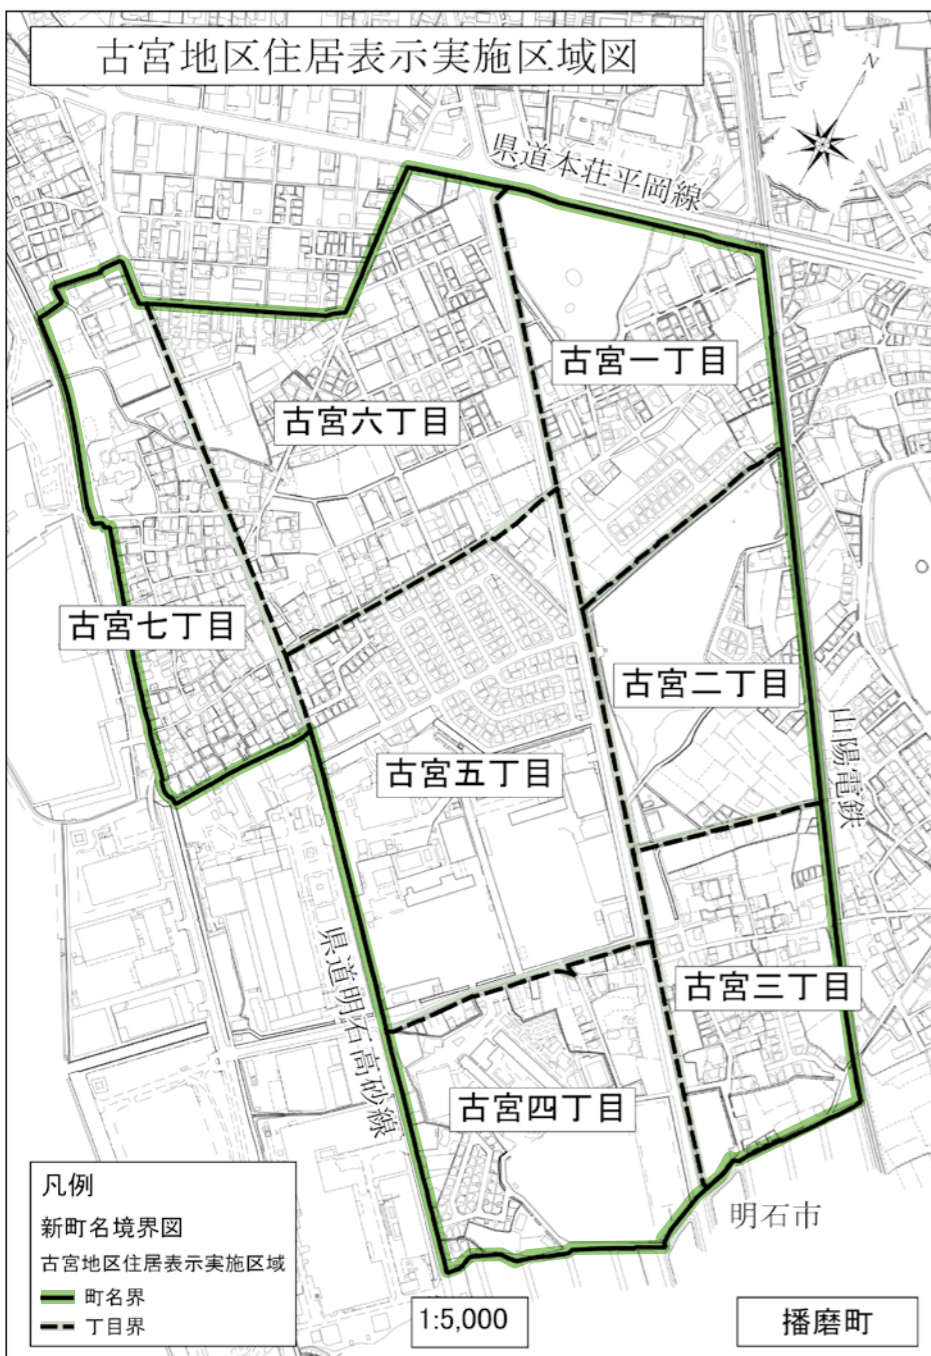 古宮地区住居表示実施区域図
N
県道本荘平岡線
古宮一丁目
古宮六丁目
古宮七丁目
古宮二丁目
山陽電鉄
古宮五丁目
県道明石高砂線
古宮三丁目
古宮四丁目
明石市
凡例
新町名境界図
古宮地区住居表示実施区域
町名界
丁目界
1:5,000
播磨町